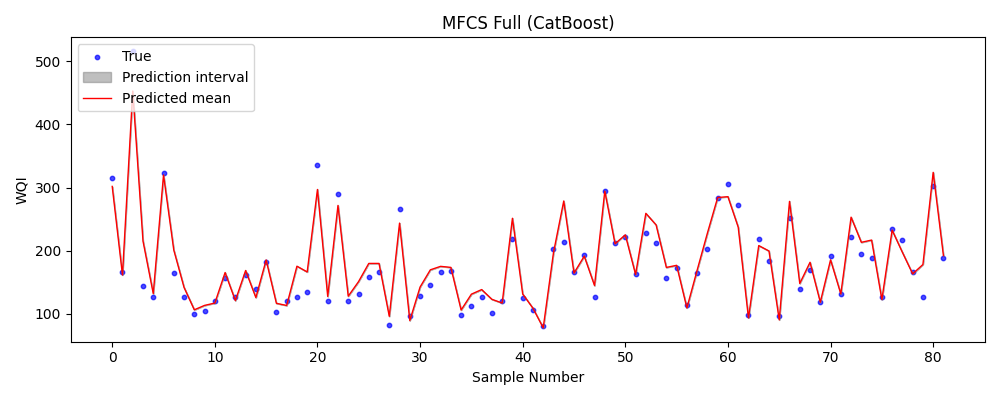 MFCS Full (CatBoost)
True
Prediction interval
Predicted mean
WQI
500
400
300
200
100
0 10 20 30 40 50 60 70 80
Sample Number